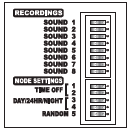 RECORDINGS
SOUND 1
SOUND 2
SOUND 3
SOUND 4
SOUND 5
SOUND 6
SOUND 7
SOUND 8
MODE SETTINGS
TIME OFF { 1
2
DAY/24HR/NIGHT { 3
4
RANDOM 5